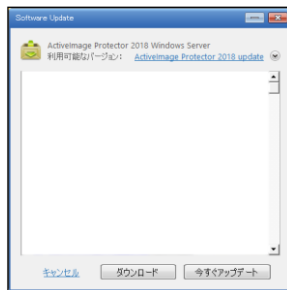 Software Update
ActiveImage Protector 2018 Windows Server
利用可能なバージョン: ActiveImage Protector 2018 update
キャンセル ダウンロード 今すぐアップデート